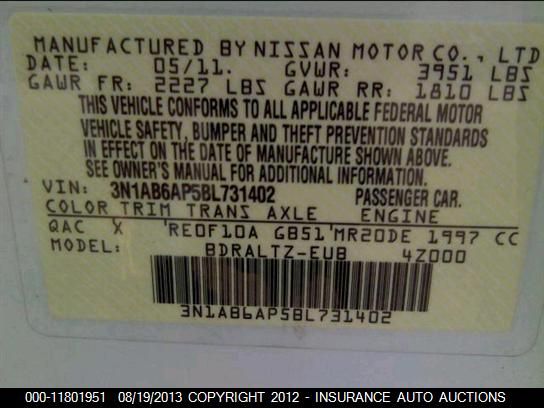 MANUFACTURED BY NISSAN MOTOR CO., LTD
DATE: 05/11. GVWR: 3951 LBS
GAWR FR: 2227 LBS GAWR RR: 1810 LBS
THIS VEHICLE CONFORMS TO ALL APPLICABLE FEDERAL MOTOR
VEHICLE SAFETY, BUMPER AND THEFT PREVENTION STANDARDS
IN EFFECT ON THE DATE OF MANUFACTURE SHOWN ABOVE.
SEE OWNER'S MANUAL FOR ADDITIONAL INFORMATION.
VIN: 3N1AB6AP5BL731402 PASSENGER CAR.
COLOR TRIM TRANS AXLE ENGINE
QAC X 'RE0F10A GB51'MR20DE 1997 CC
MODEL: BDRALTZ-EUB 4Z000
3N1AB6AP5BL731402
000-11801951 08/19/2013 COPYRIGHT 2012 - INSURANCE AUTO AUCTIONS